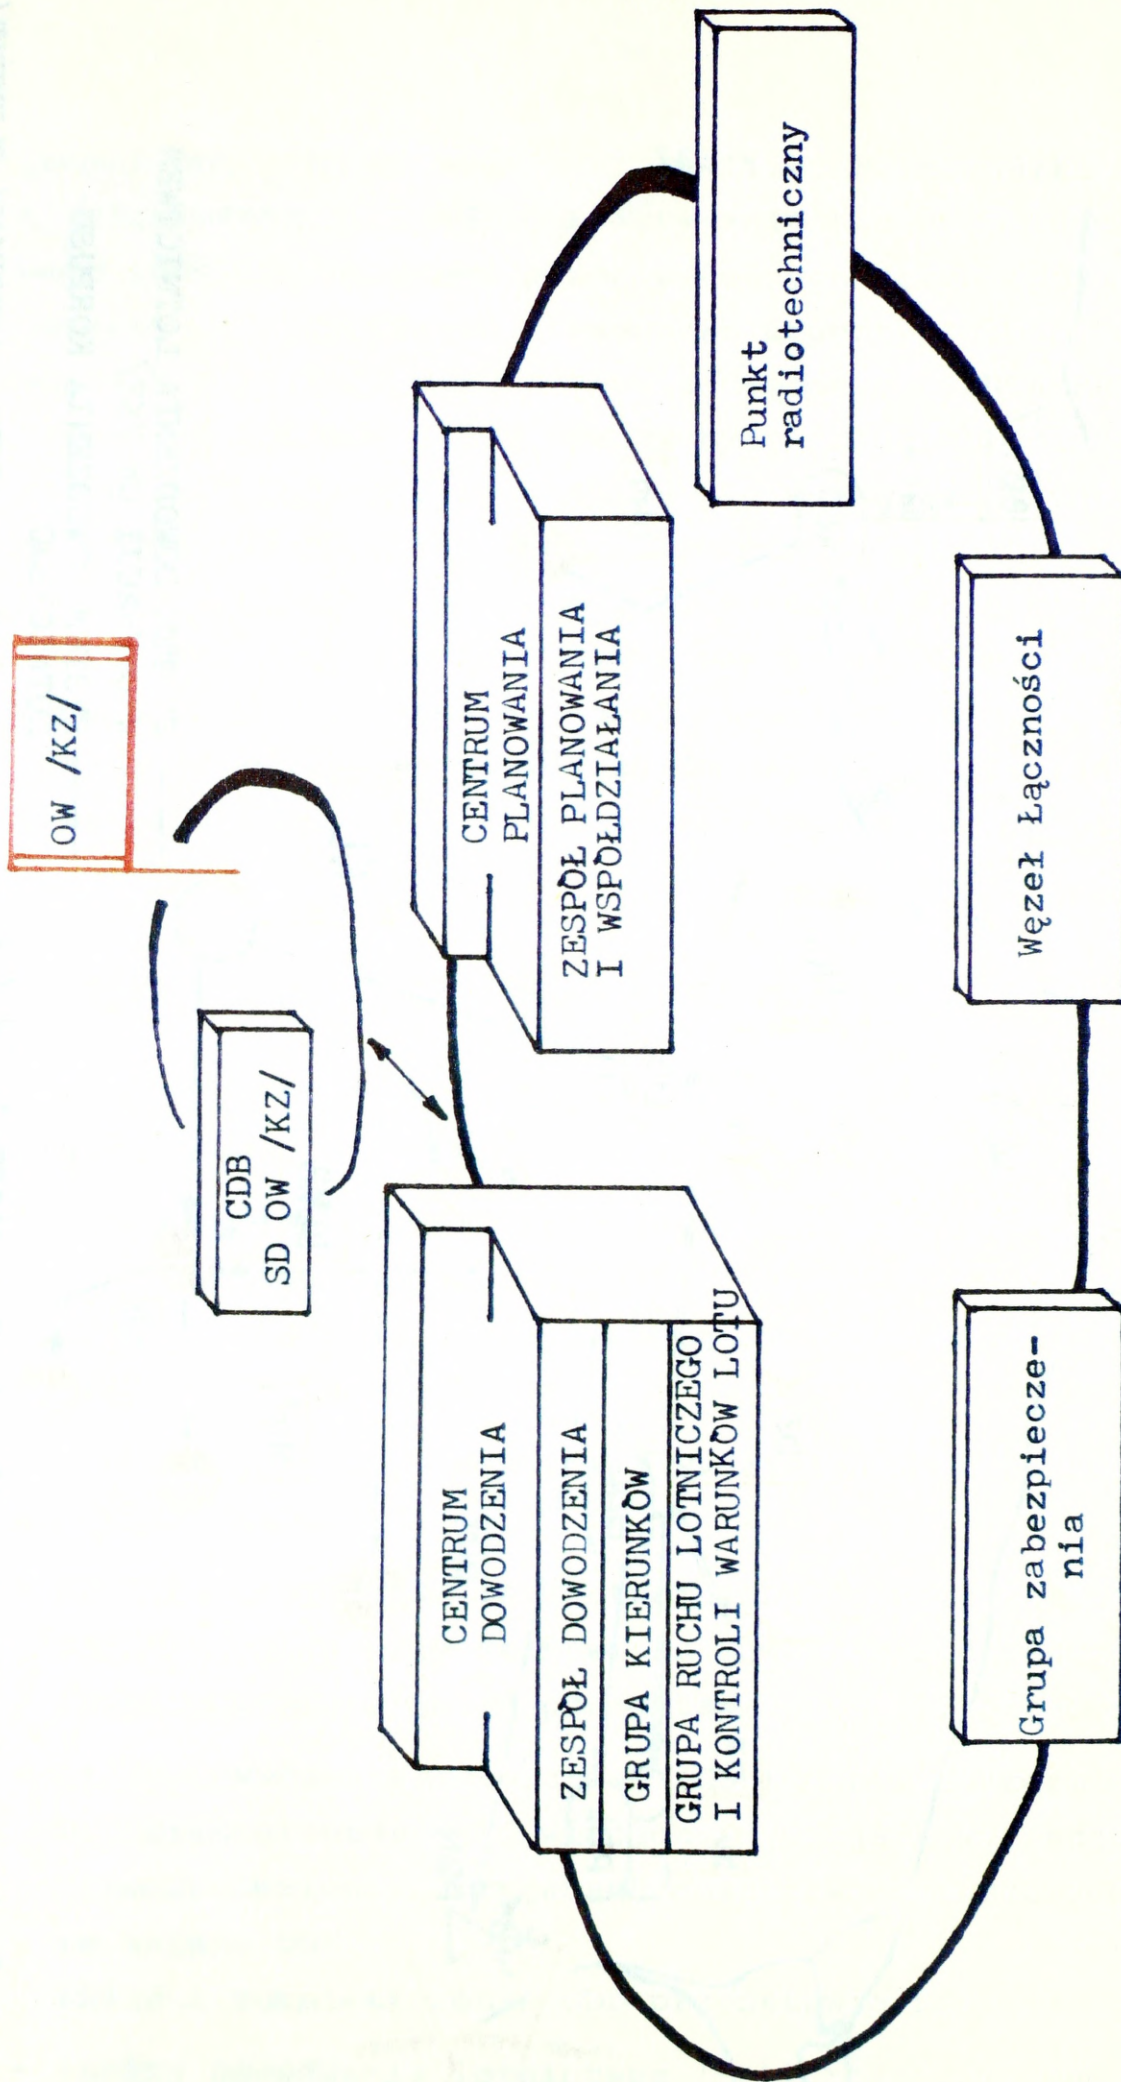 OW /KZ/
CDB
SD OW /KZ/
CENTRUM
DOWODZENIA
ZESPÓŁ DOWODZENIA
GRUPA KIERUNKÓW
GRUPA RUCHU LOTNICZEGO
I KONTROLI WARUNKÓW LOTU
CENTRUM
PLANOWANIA
ZESPÓŁ PLANOWANIA
I WSPÓŁDZIAŁANIA
Punkt
radiotechniczny
Grupa zabezpiecze-
nia
Węzeł Łączności